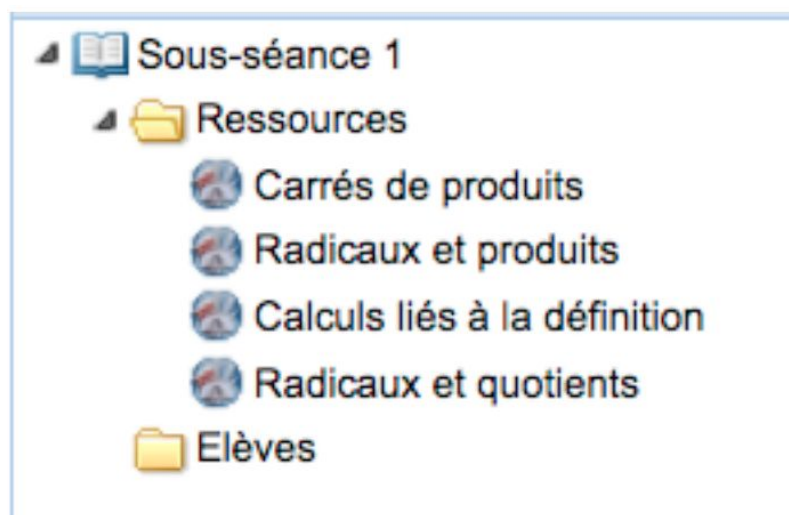 Sous-séance 1
Ressources
Carrés de produits
Radicaux et produits
Calculs liés à la définition
Radicaux et quotients
Elèves